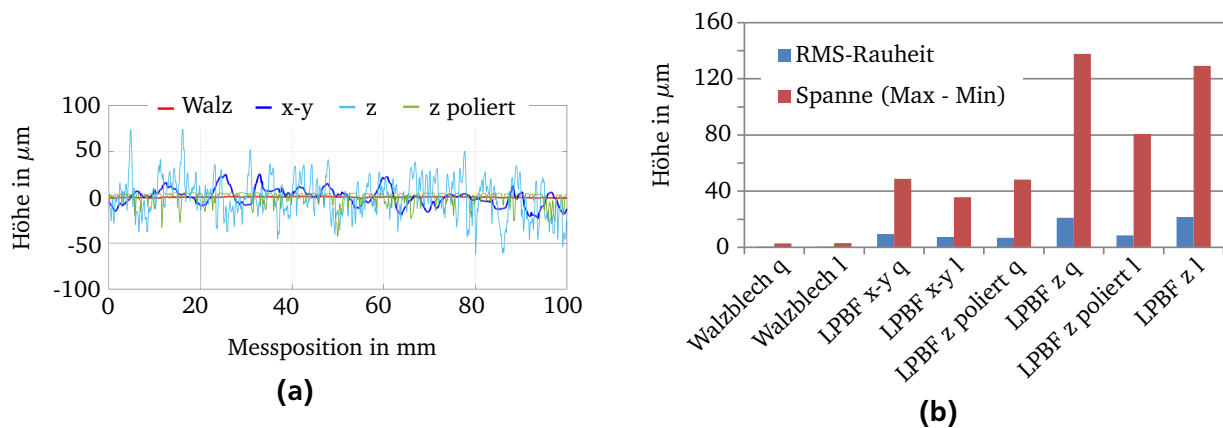 Walz x-y z z poliert
Höhe in µm
100
50
0
-50
-100
0 20 40 60 80 100
Messposition in mm
(a)
RMS-Rauheit
Spanne (Max - Min)
Höhe in µm
160
120
80
40
0
Walzblech q
Walzblech l
LPBF x-y q
LPBF x-y l
LPBF z poliert q
LPBF z q
LPBF z poliert l
LPBF z l
(b)